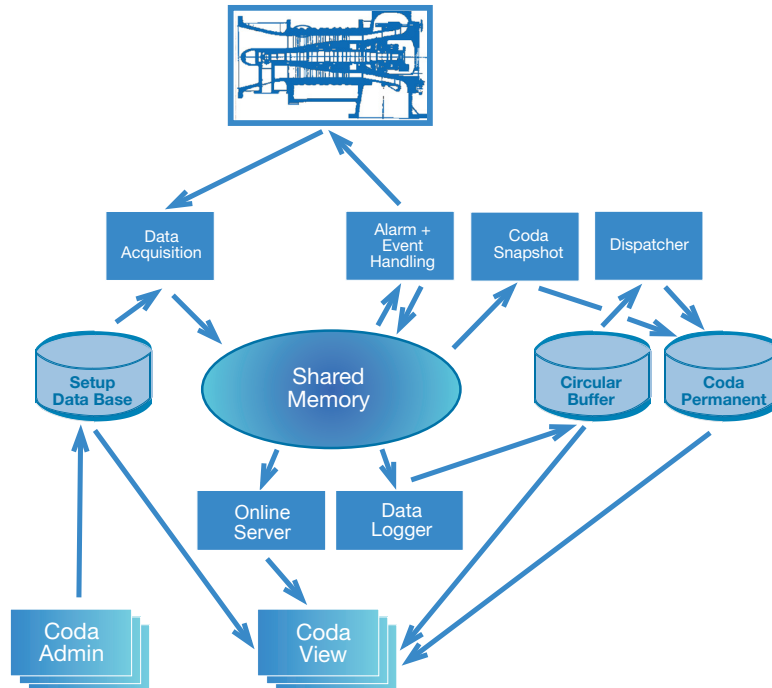 Data
Acquisition
Alarm +
Event
Handling
Coda
Snapshot
Dispatcher
Setup
Data Base
Shared
Memory
Circular
Buffer
Coda
Permanent
Online
Server
Data
Logger
Coda
Admin
Coda
View